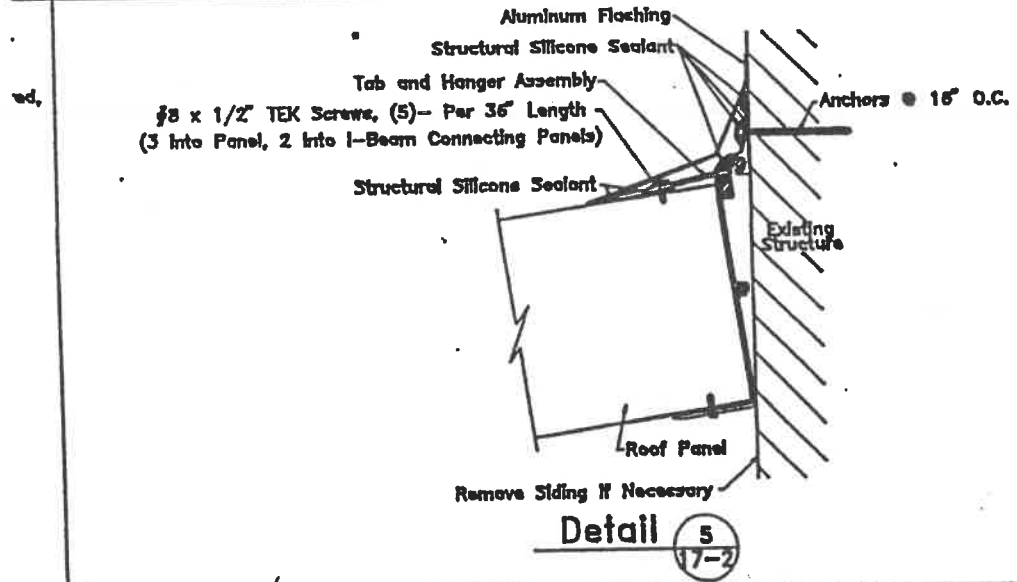 Aluminum Flashing
Structural Silicone Sealant
Tab and Hanger Assembly
ed,
Anchors @ 16" O.C.
#8 x 1/2" TEK Screws, (5)- Per 36" Length
(3 Into Panel, 2 Into I-Beam Connecting Panels)
Structural Silicone Sealant
Existing
Structure
Roof Panel
Remove Siding If Necessary
Detail 5
17-2